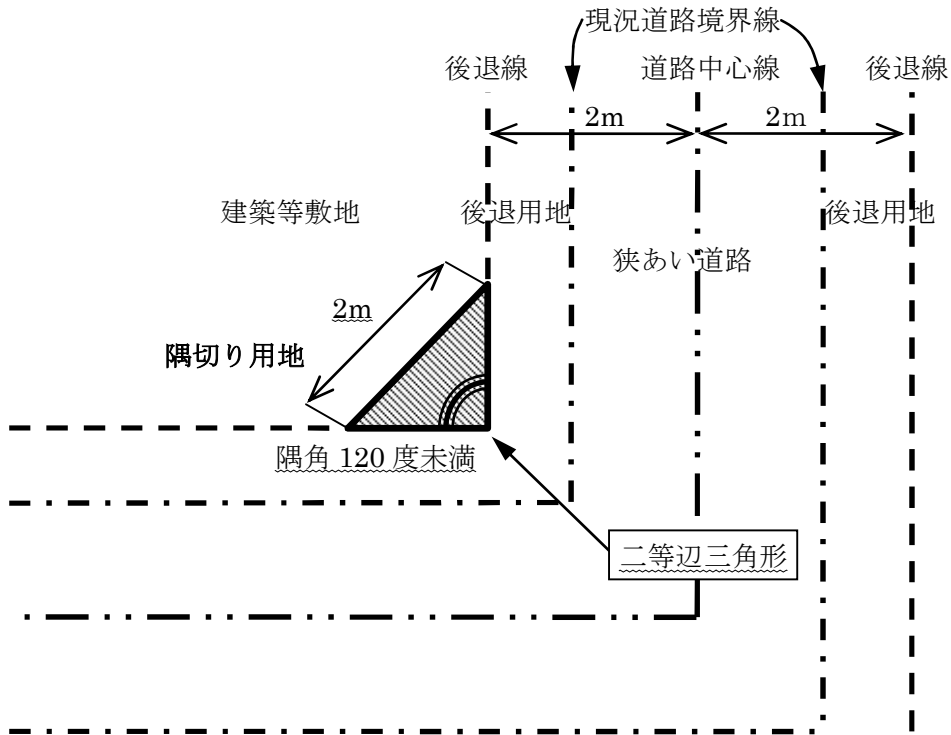 現況道路境界線
後退線
道路中心線
後退線
2m
2m
建築等敷地
後退用地
後退用地
狭あい道路
2m
隅切り用地
隅角 120 度未満
二等辺三角形